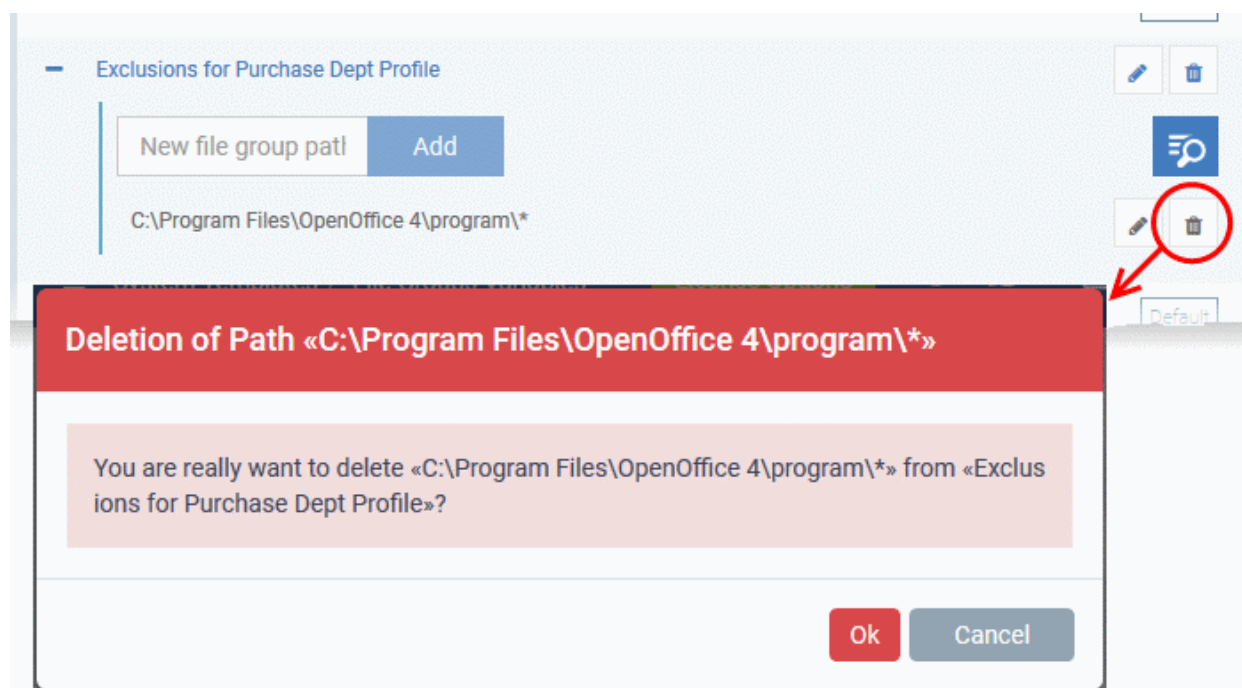 Exclusions for Purchase Dept Profile
New file group path Add
C:\Program Files\OpenOffice 4\program\*
Default
Deletion of Path «C:\Program Files\OpenOffice 4\program\*»
You are really want to delete «C:\Program Files\OpenOffice 4\program\*» from «Exclus
ions for Purchase Dept Profile»?
Ok Cancel